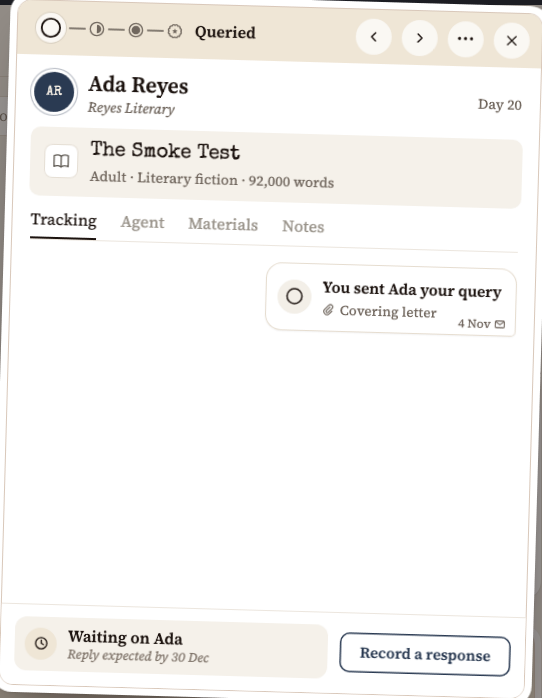 Queried
AR
Ada Reyes
Reyes Literary
Day 20
The Smoke Test
Adult · Literary fiction · 92,000 words
Tracking Agent Materials Notes
You sent Ada your query
Covering letter
4 Nov
Waiting on Ada
Reply expected by 30 Dec
Record a response